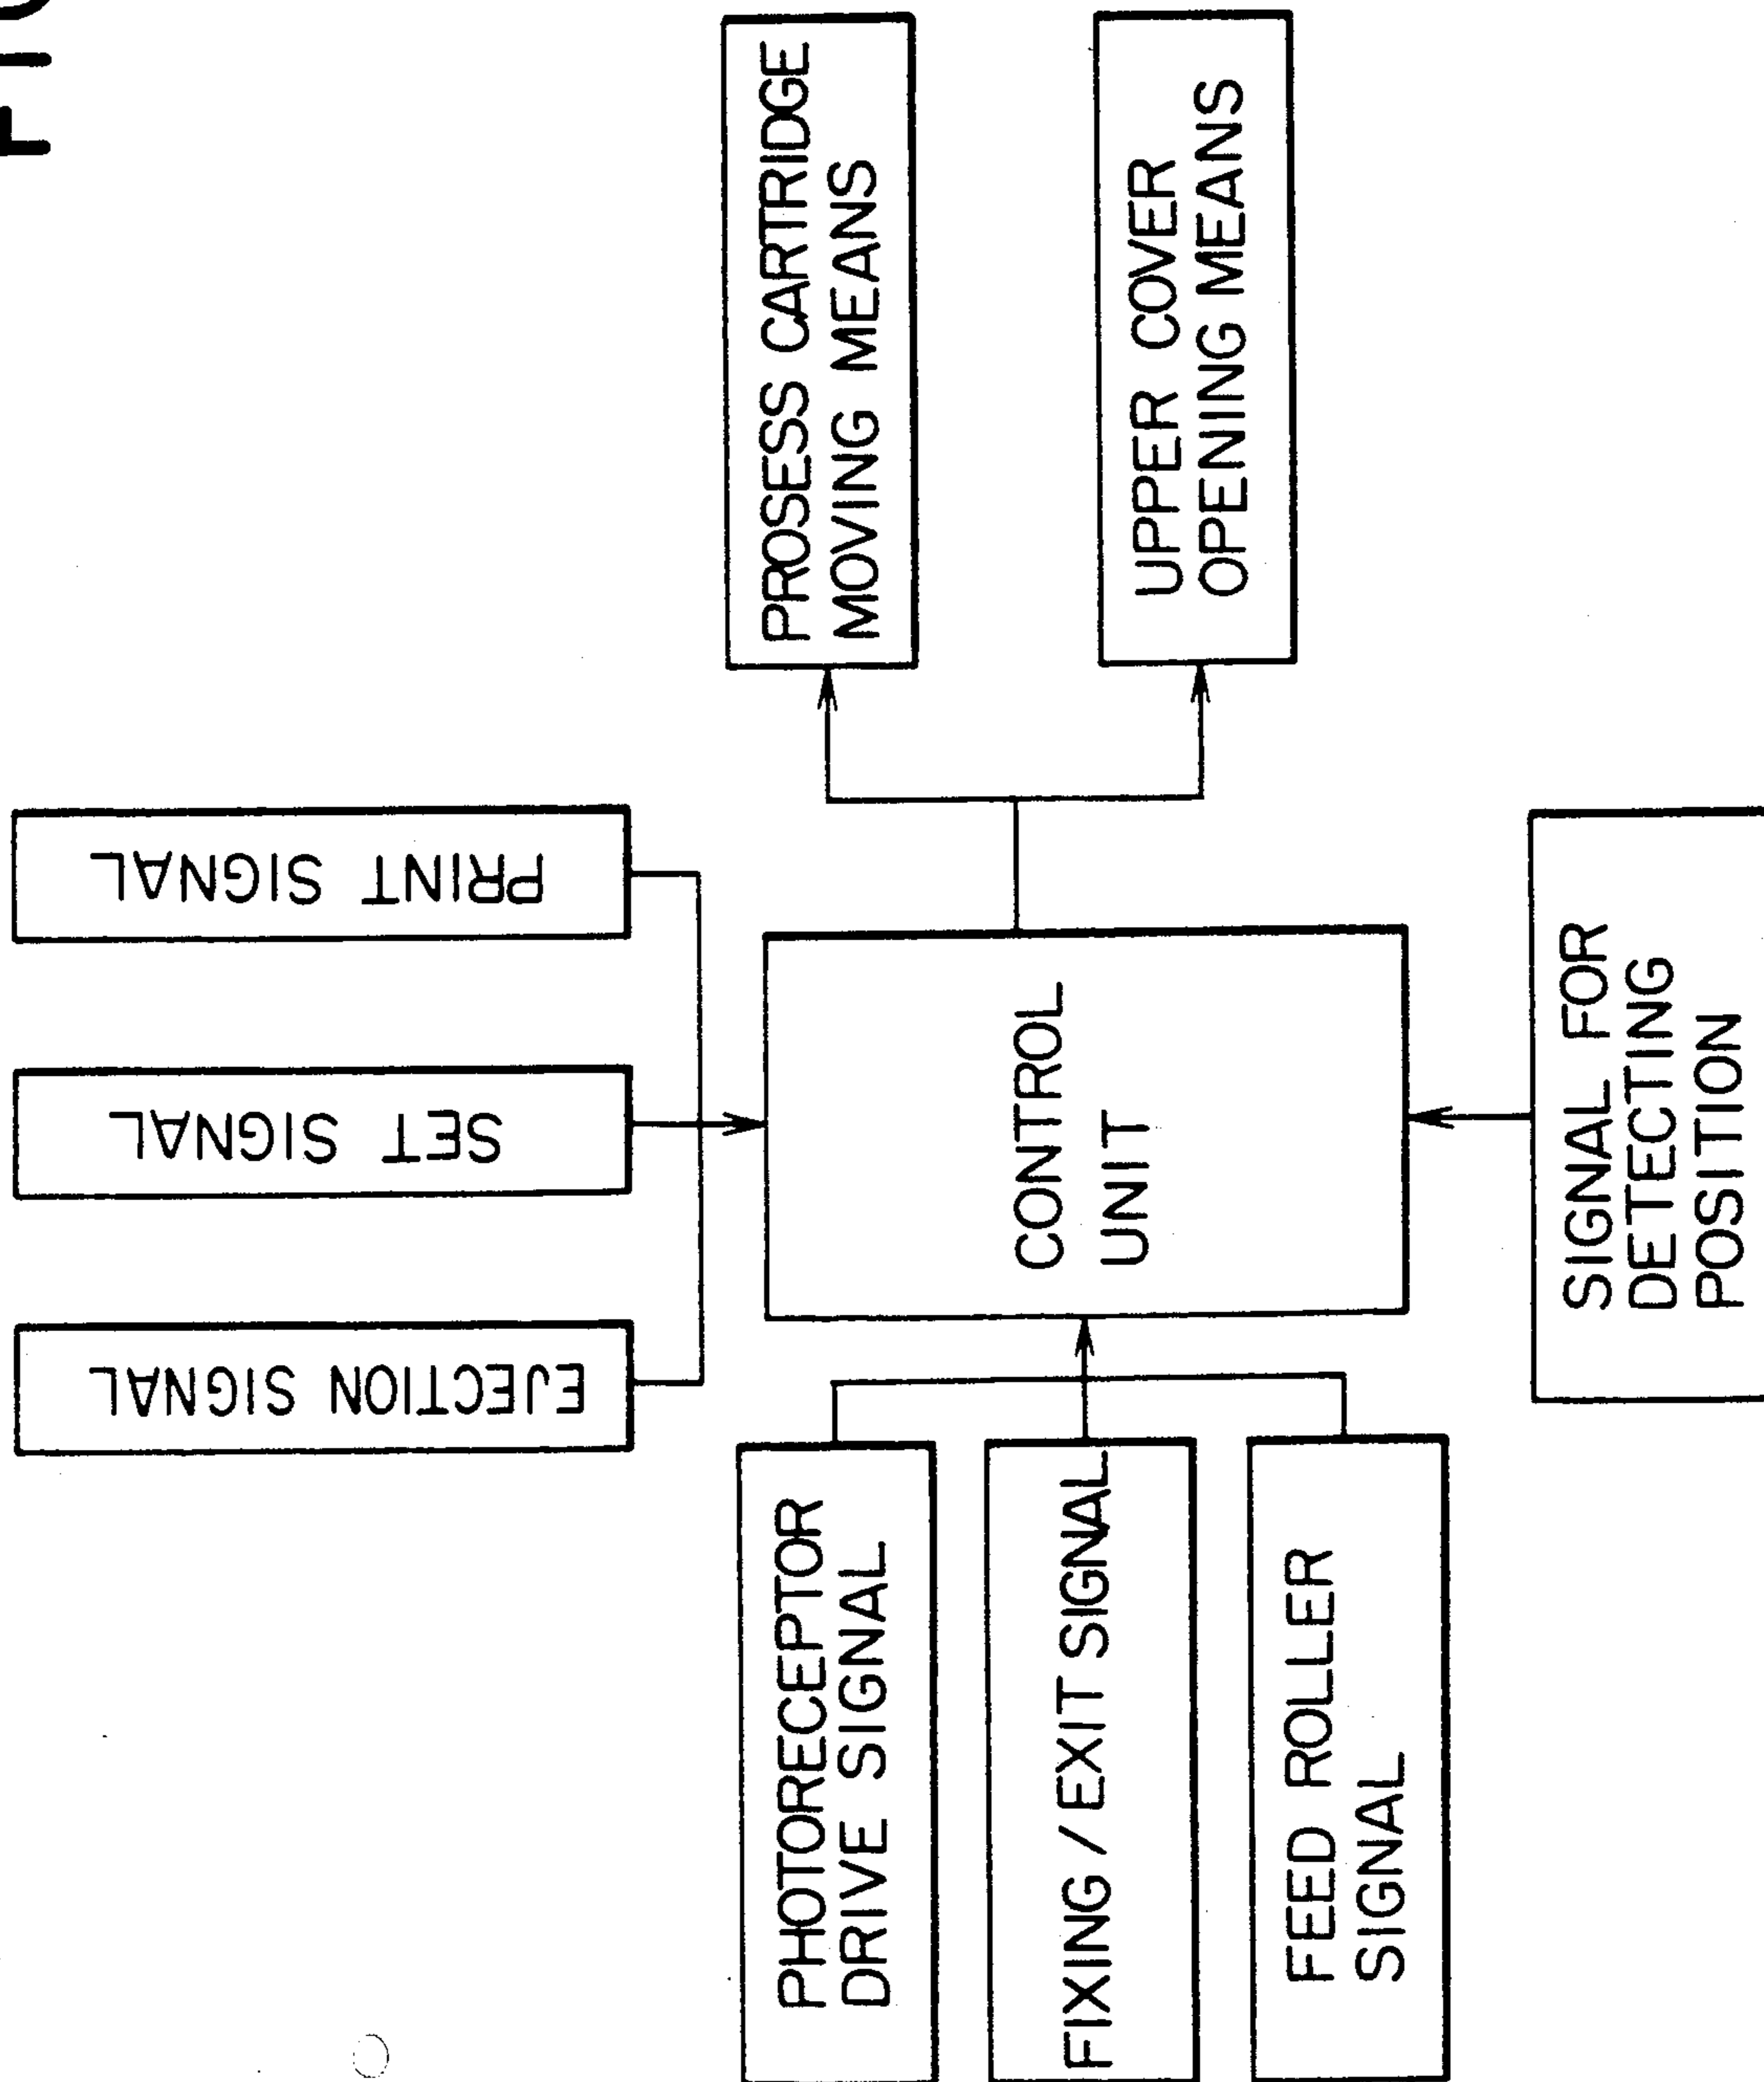 EJECTION SIGNAL
SET SIGNAL
PRINT SIGNAL
PHOTORECEPTOR
DRIVE SIGNAL
FIXING / EXIT SIGNAL
FEED ROLLER
SIGNAL
CONTROL
UNIT
PROSESS CARTRIDGE
MOVING MEANS
UPPER COVER
OPENING MEANS
SIGNAL FOR
DETECTING
POSITION